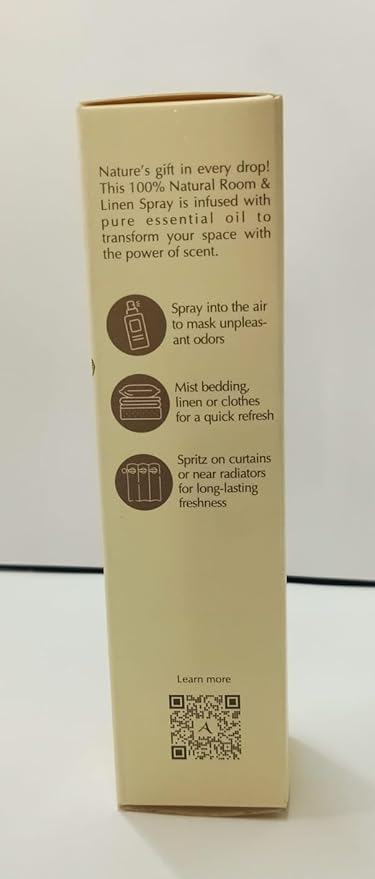 Nature's gift in every drop!
This 100% Natural Room &
Linen Spray is infused with
pure essential oil to
transform your space with
the power of scent.
Spray into the air
to mask unpleas-
ant odors
Mist bedding,
linen or clothes
for a quick refresh
Spritz on curtains
or near radiators
for long-lasting
freshness
Learn more